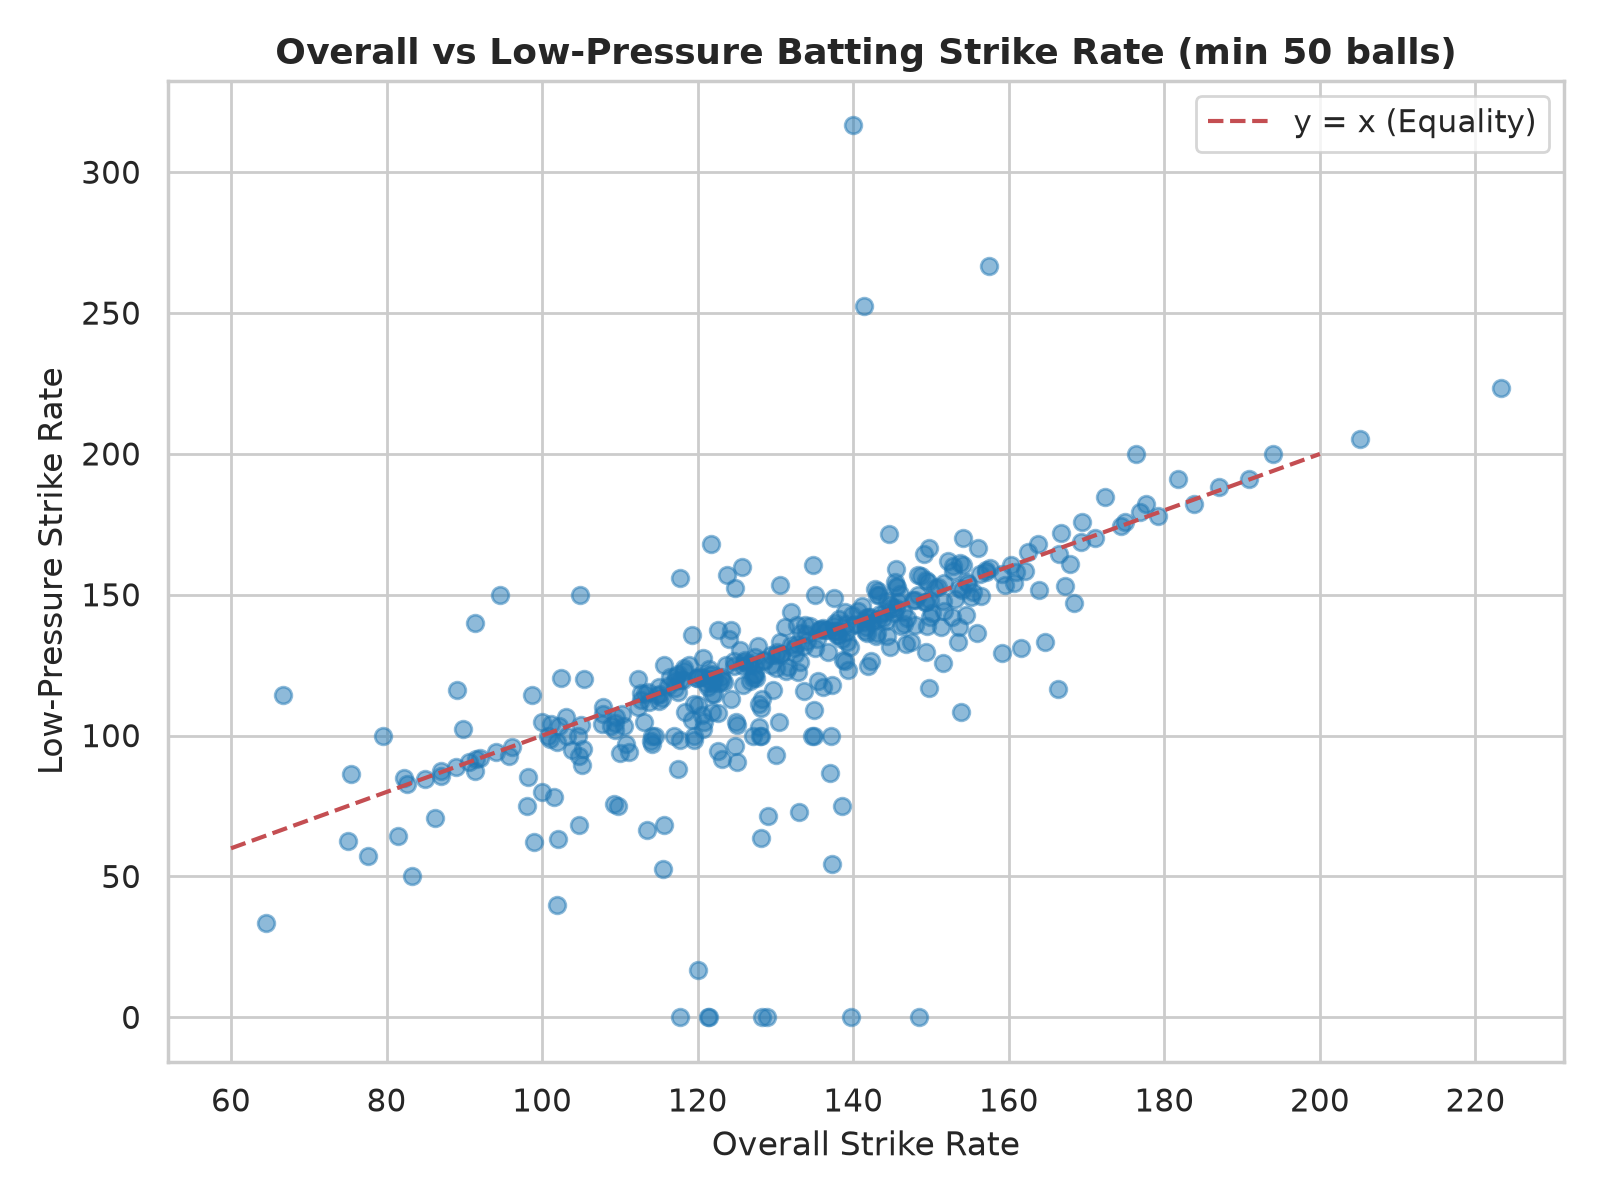 Overall vs Low-Pressure Batting Strike Rate (min 50 balls)
y = x (Equality)
300
250
200
150
100
50
0
Low-Pressure Strike Rate
60 80 100 120 140 160 180 200 220
Overall Strike Rate